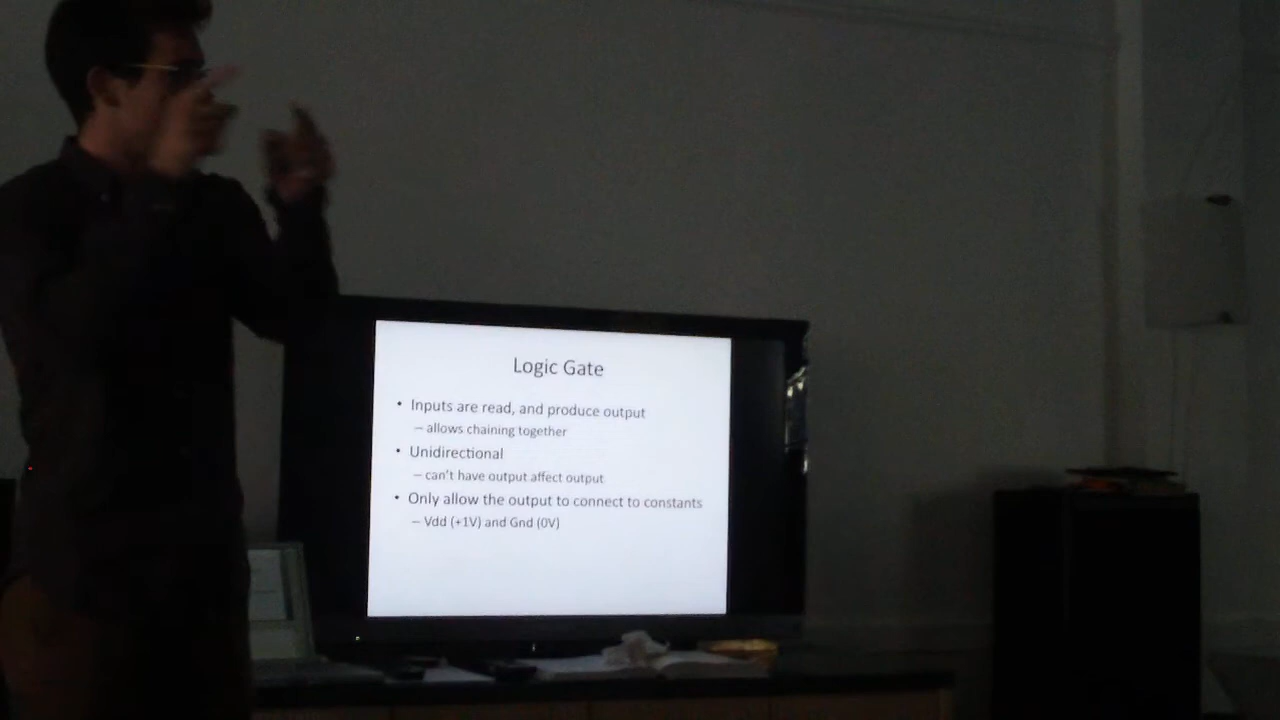 Logic Gate
• Inputs are read, and produce output
– allows chaining together
• Unidirectional
– can't have output affect output
• Only allow the output to connect to constants
– Vdd (+1V) and Gnd (0V)